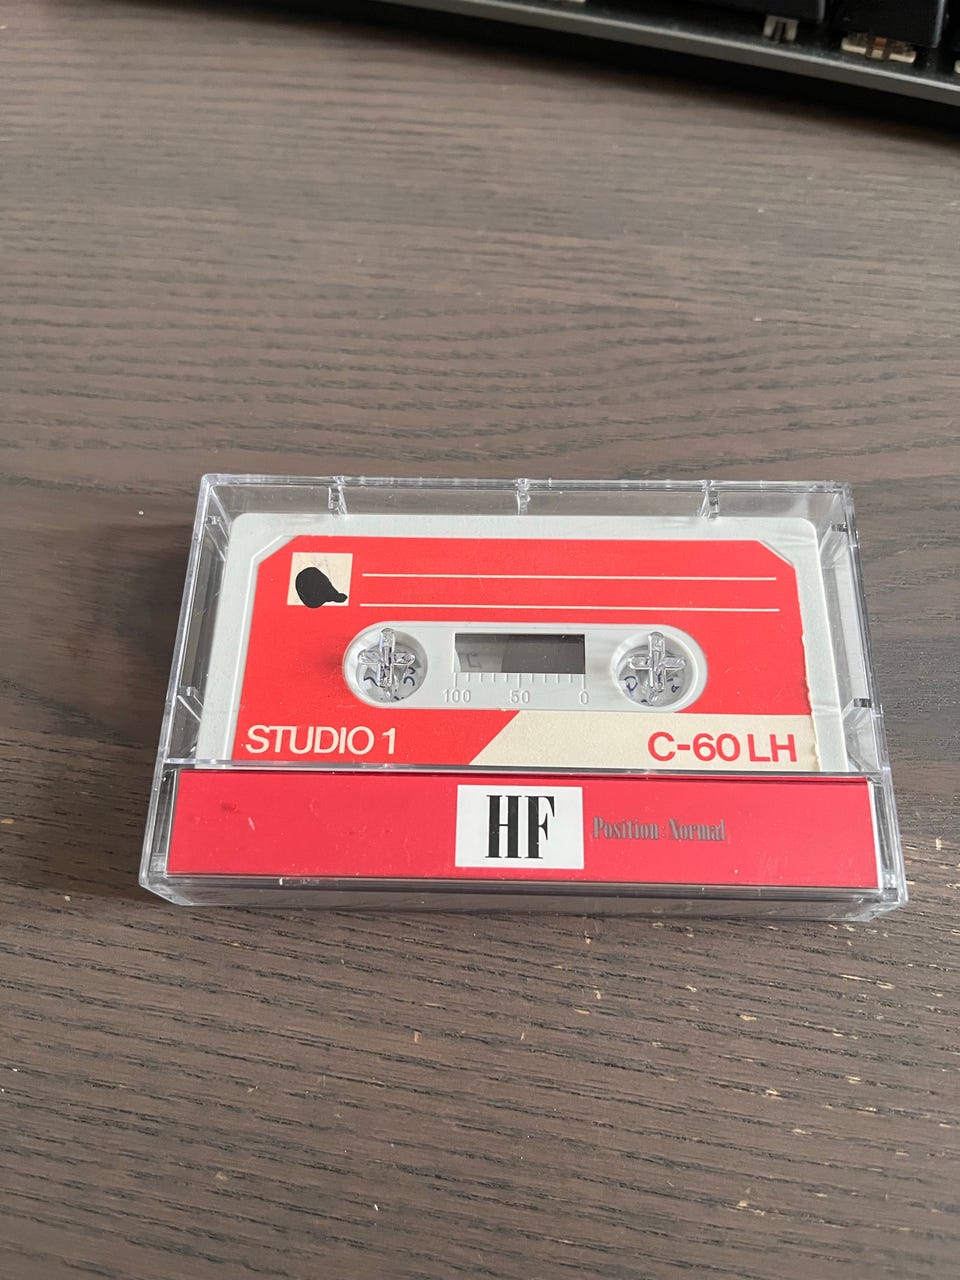 100 50 0
STUDIO 1 C-60 LH
HF Position : Normal